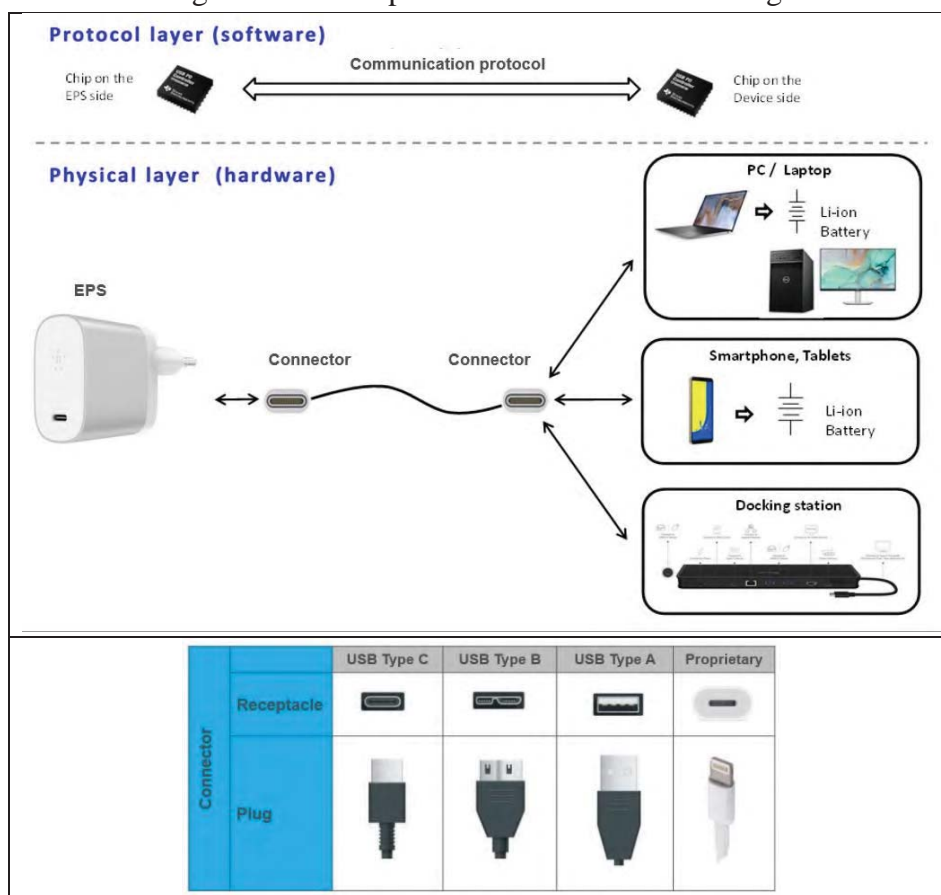 Protocol layer (software)
Communication protocol
Chip on the
EPS side
Chip on the
Device side
Physical layer (hardware)
PC / Laptop
Li-ion
Battery
EPS
Connector
Connector
Smartphone, Tablets
Li-ion
Battery
Docking station
USB Type C USB Type B USB Type A Proprietary
Connector
Receptacle
Plug